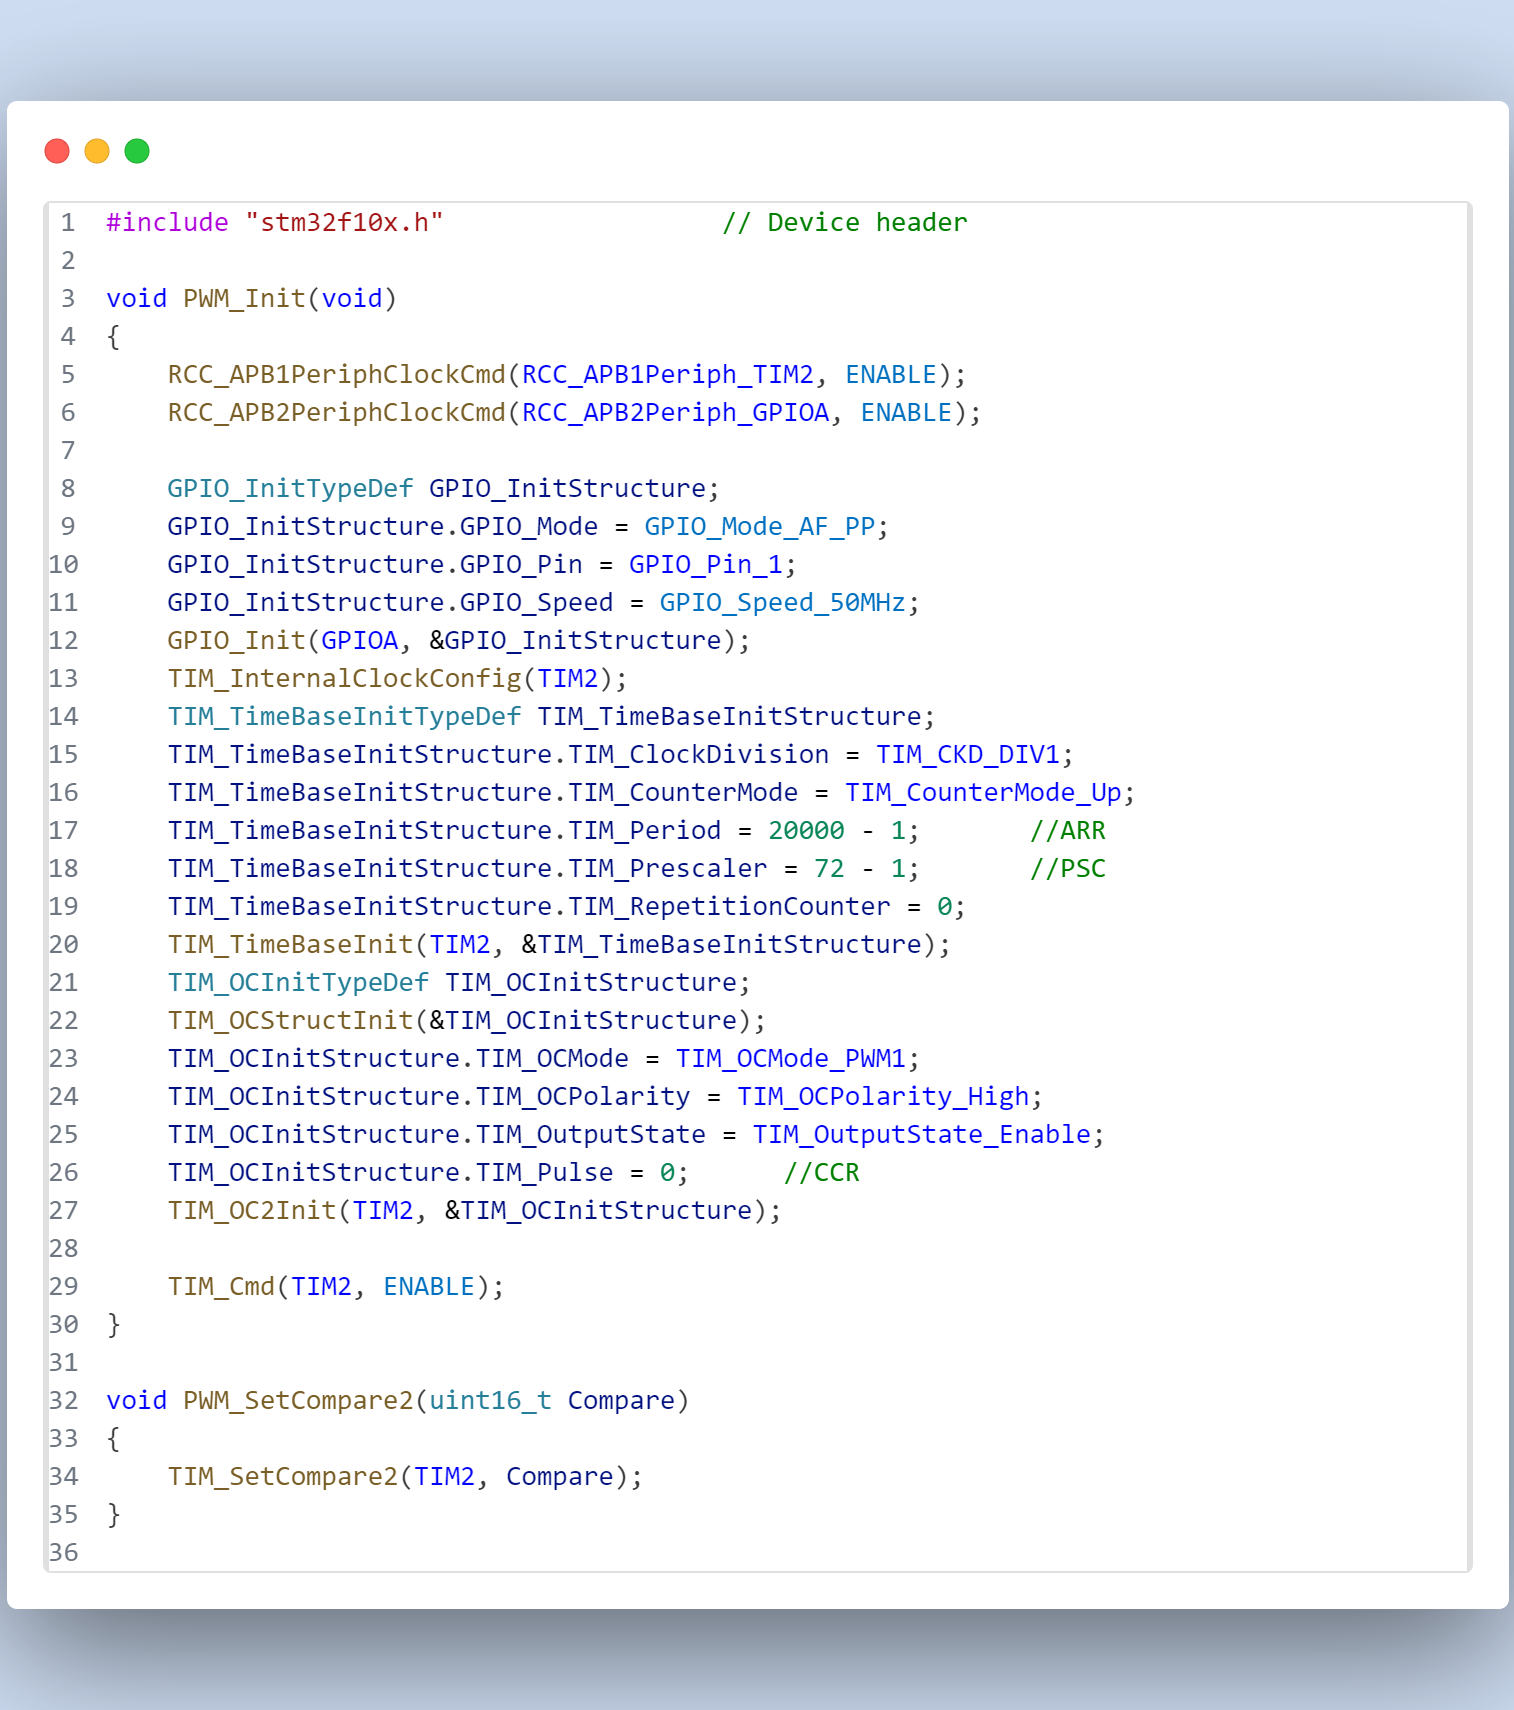 1 #include "stm32f10x.h"                  // Device header
2
3 void PWM_Init(void)
4 {
5     RCC_APB1PeriphClockCmd(RCC_APB1Periph_TIM2, ENABLE);
6     RCC_APB2PeriphClockCmd(RCC_APB2Periph_GPIOA, ENABLE);
7
8     GPIO_InitTypeDef GPIO_InitStructure;
9     GPIO_InitStructure.GPIO_Mode = GPIO_Mode_AF_PP;
10     GPIO_InitStructure.GPIO_Pin = GPIO_Pin_1;
11     GPIO_InitStructure.GPIO_Speed = GPIO_Speed_50MHz;
12     GPIO_Init(GPIOA, &GPIO_InitStructure);
13     TIM_InternalClockConfig(TIM2);
14     TIM_TimeBaseInitTypeDef TIM_TimeBaseInitStructure;
15     TIM_TimeBaseInitStructure.TIM_ClockDivision = TIM_CKD_DIV1;
16     TIM_TimeBaseInitStructure.TIM_CounterMode = TIM_CounterMode_Up;
17     TIM_TimeBaseInitStructure.TIM_Period = 20000 - 1;       //ARR
18     TIM_TimeBaseInitStructure.TIM_Prescaler = 72 - 1;       //PSC
19     TIM_TimeBaseInitStructure.TIM_RepetitionCounter = 0;
20     TIM_TimeBaseInit(TIM2, &TIM_TimeBaseInitStructure);
21     TIM_OCInitTypeDef TIM_OCInitStructure;
22     TIM_OCStructInit(&TIM_OCInitStructure);
23     TIM_OCInitStructure.TIM_OCMode = TIM_OCMode_PWM1;
24     TIM_OCInitStructure.TIM_OCPolarity = TIM_OCPolarity_High;
25     TIM_OCInitStructure.TIM_OutputState = TIM_OutputState_Enable;
26     TIM_OCInitStructure.TIM_Pulse = 0;      //CCR
27     TIM_OC2Init(TIM2, &TIM_OCInitStructure);
28
29     TIM_Cmd(TIM2, ENABLE);
30 }
31
32 void PWM_SetCompare2(uint16_t Compare)
33 {
34     TIM_SetCompare2(TIM2, Compare);
35 }
36